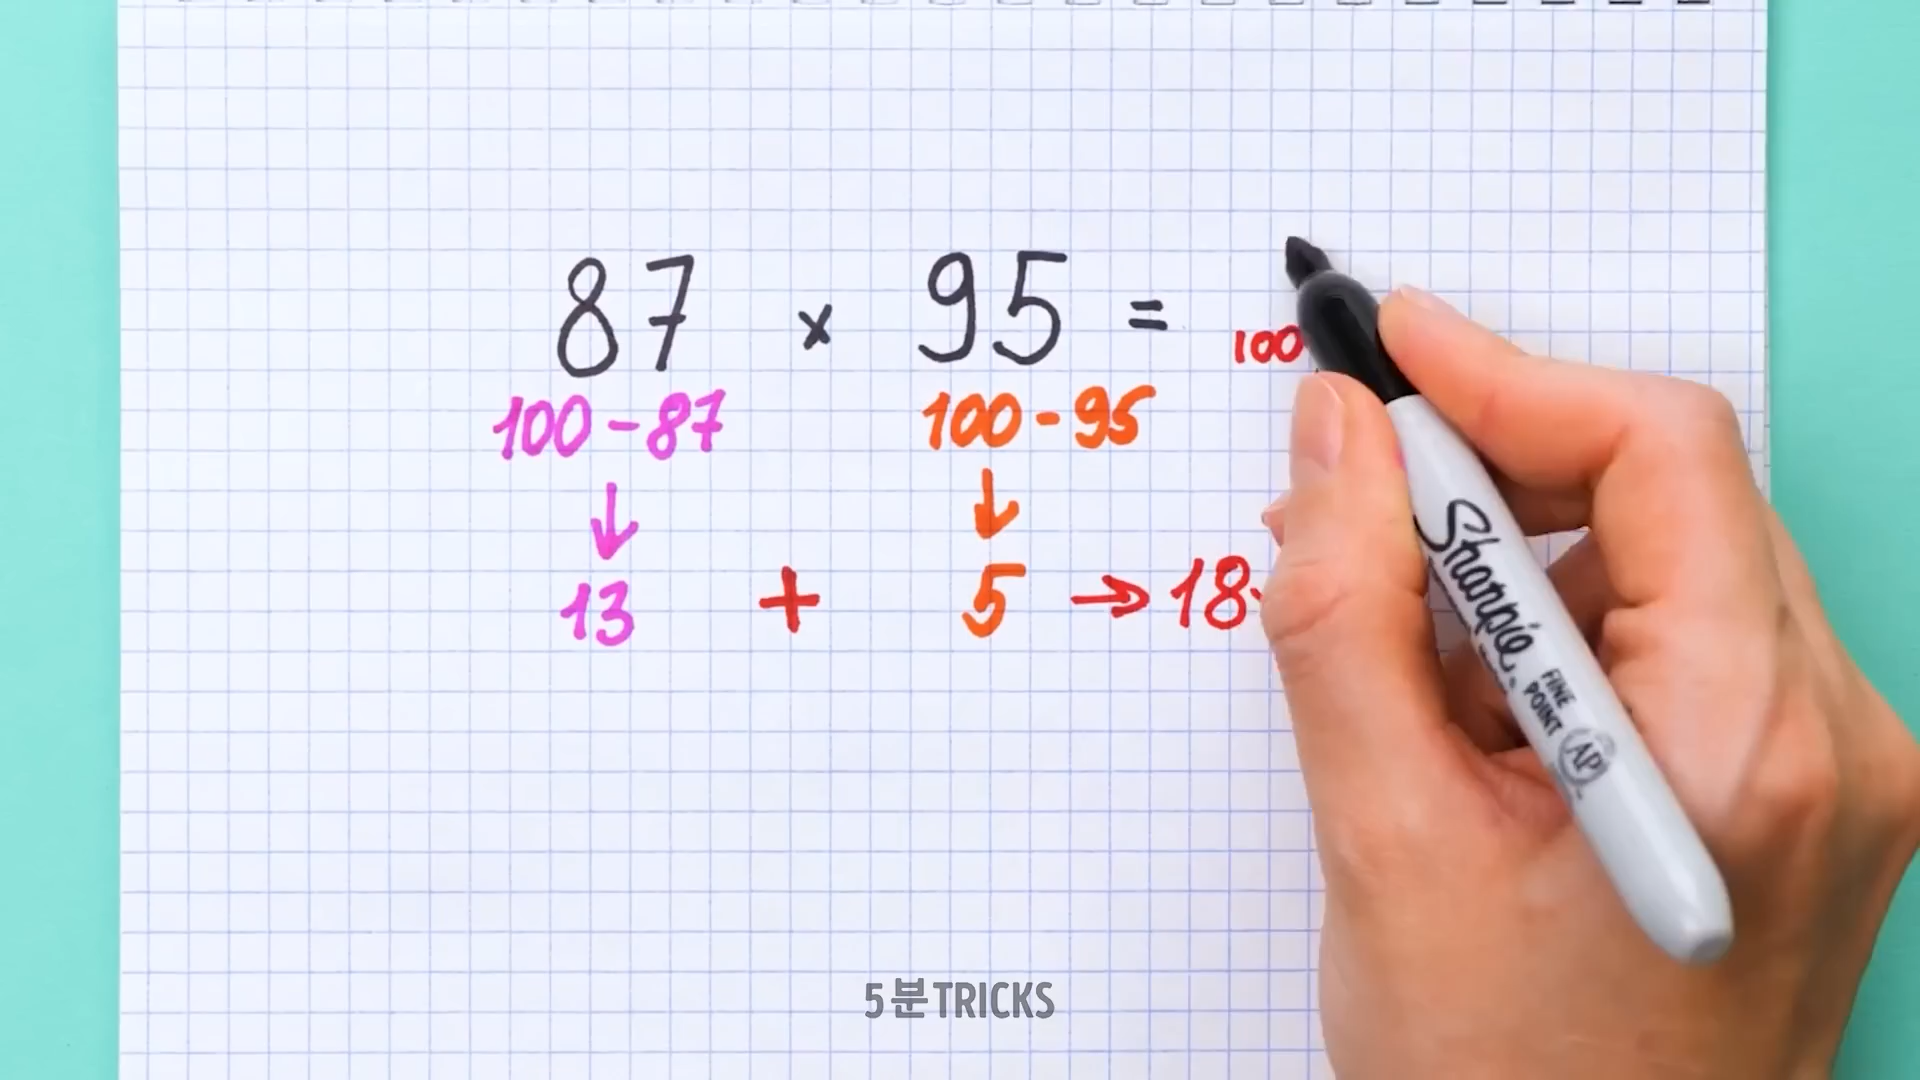 87 × 95 =
100
100-87
100-95
↓ ↓
13 + 5 → 18
Sharpie.
FINE
POINT
AP
5분TRICKS